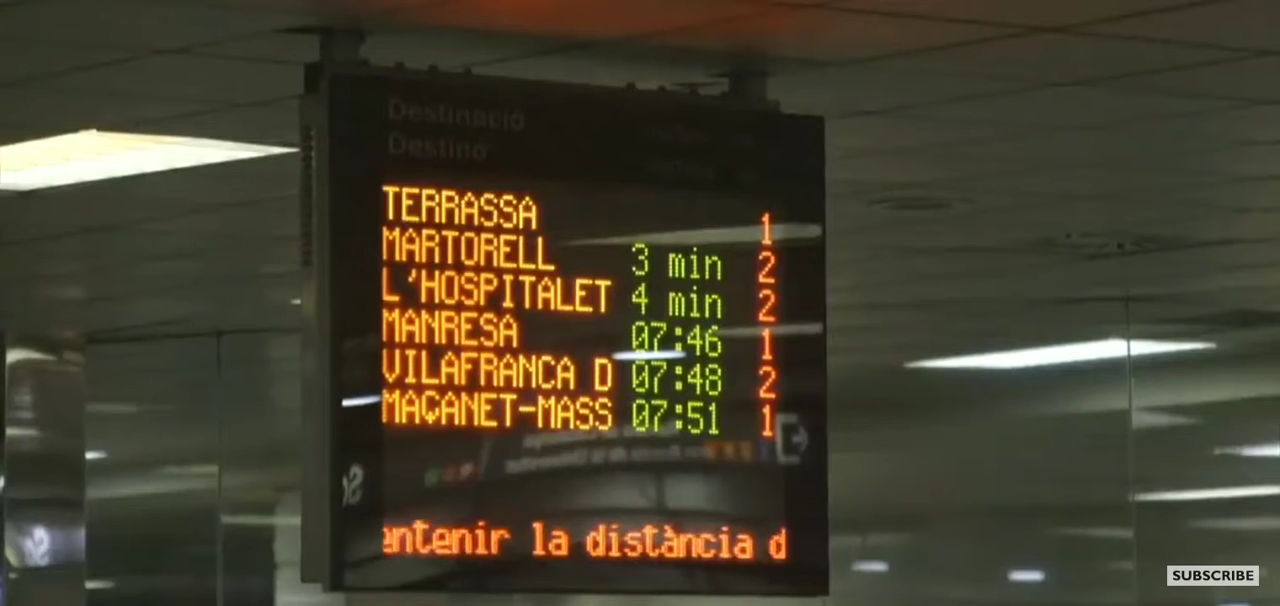 Destinació
Destino
TERRASSA 1
MARTORELL 3 min 2
L'HOSPITALET 4 min 2
MANRESA 07:46 1
VILAFRANCA D 07:48 2
MAÇANET-MASS 07:51 1
entenir la distància d
SUBSCRIBE